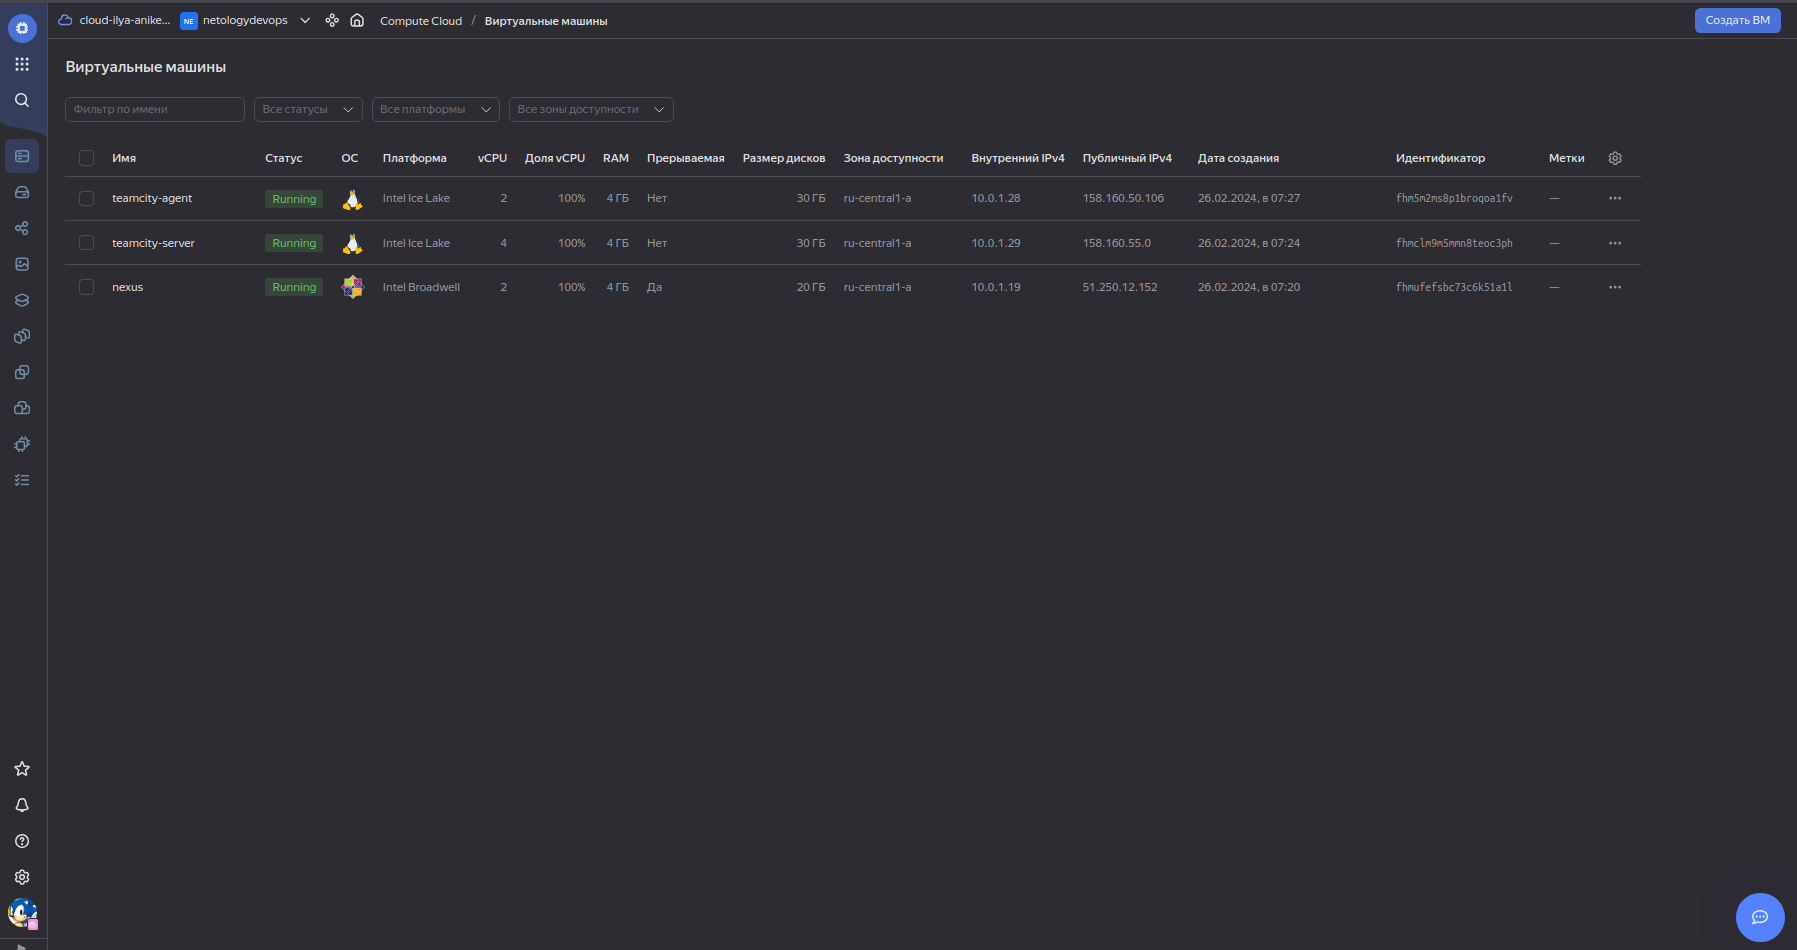 cloud-ilya-anike... NE netologydevops Compute Cloud / Виртуальные машины Создать ВМ
Виртуальные машины
Фильтр по имени Все статусы Все платформы Все зоны доступности
Имя Статус ОС Платформа vCPU Доля vCPU RAM Прерываемая Размер дисков Зона доступности Внутренний IPv4 Публичный IPv4 Дата создания Идентификатор Метки
teamcity-agent Running Intel Ice Lake 2 100% 4 ГБ Нет 30 ГБ ru-central1-a 10.0.1.28 158.160.50.106 26.02.2024, в 07:27 fhm5m2ms8p1broqoa1fv —
teamcity-server Running Intel Ice Lake 4 100% 4 ГБ Нет 30 ГБ ru-central1-a 10.0.1.29 158.160.55.0 26.02.2024, в 07:24 fhmclm9m5mmn8teoc3ph —
nexus Running Intel Broadwell 2 100% 4 ГБ Да 20 ГБ ru-central1-a 10.0.1.19 51.250.12.152 26.02.2024, в 07:20 fhmufefsbc73c6k51a1l —